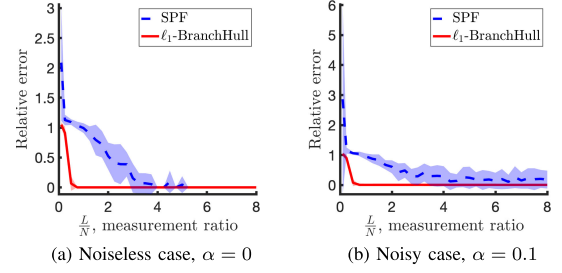 SPF
ℓ₁-BranchHull
Relative error
3
2.5
2
1.5
1
0.5
0
0 2 4 6 8
L/N, measurement ratio
(a) Noiseless case, α = 0
SPF
ℓ₁-BranchHull
Relative error
6
5
4
3
2
1
0
0 2 4 6 8
L/N, measurement ratio
(b) Noisy case, α = 0.1